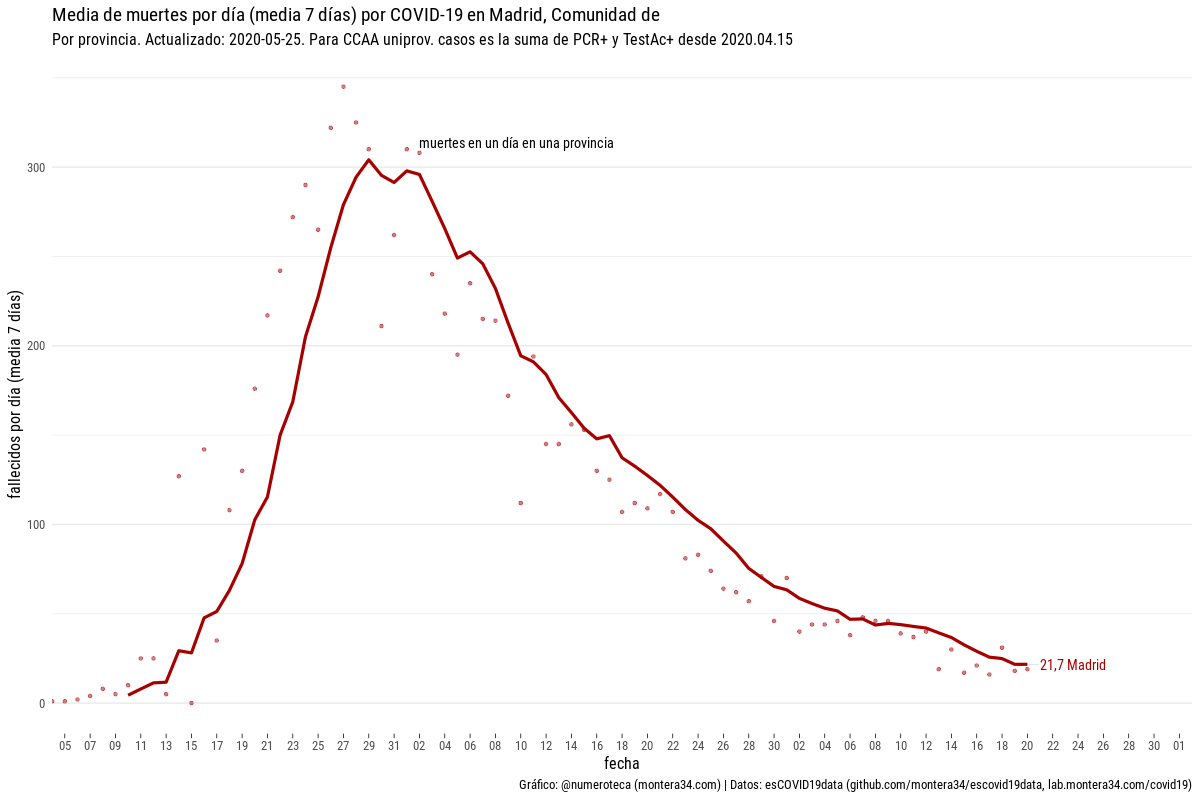 Media de muertes por día (media 7 días) por COVID-19 en Madrid, Comunidad de
Por provincia. Actualizado: 2020-05-25. Para CCAA uniprov. casos es la suma de PCR+ y TestAc+ desde 2020.04.15
muertes en un día en una provincia
fallecidos por día (media 7 días)
300
200
100
0
21,7 Madrid
05 07 09 11 13 15 17 19 21 23 25 27 29 31 02 04 06 08 10 12 14 16 18 20 22 24 26 28 30 02 04 06 08 10 12 14 16 18 20 22 24 26 28 30 01
fecha
Gráfico: @numeroteca (montera34.com) | Datos: esCOVID19data (github.com/montera34/escovid19data, lab.montera34.com/covid19)